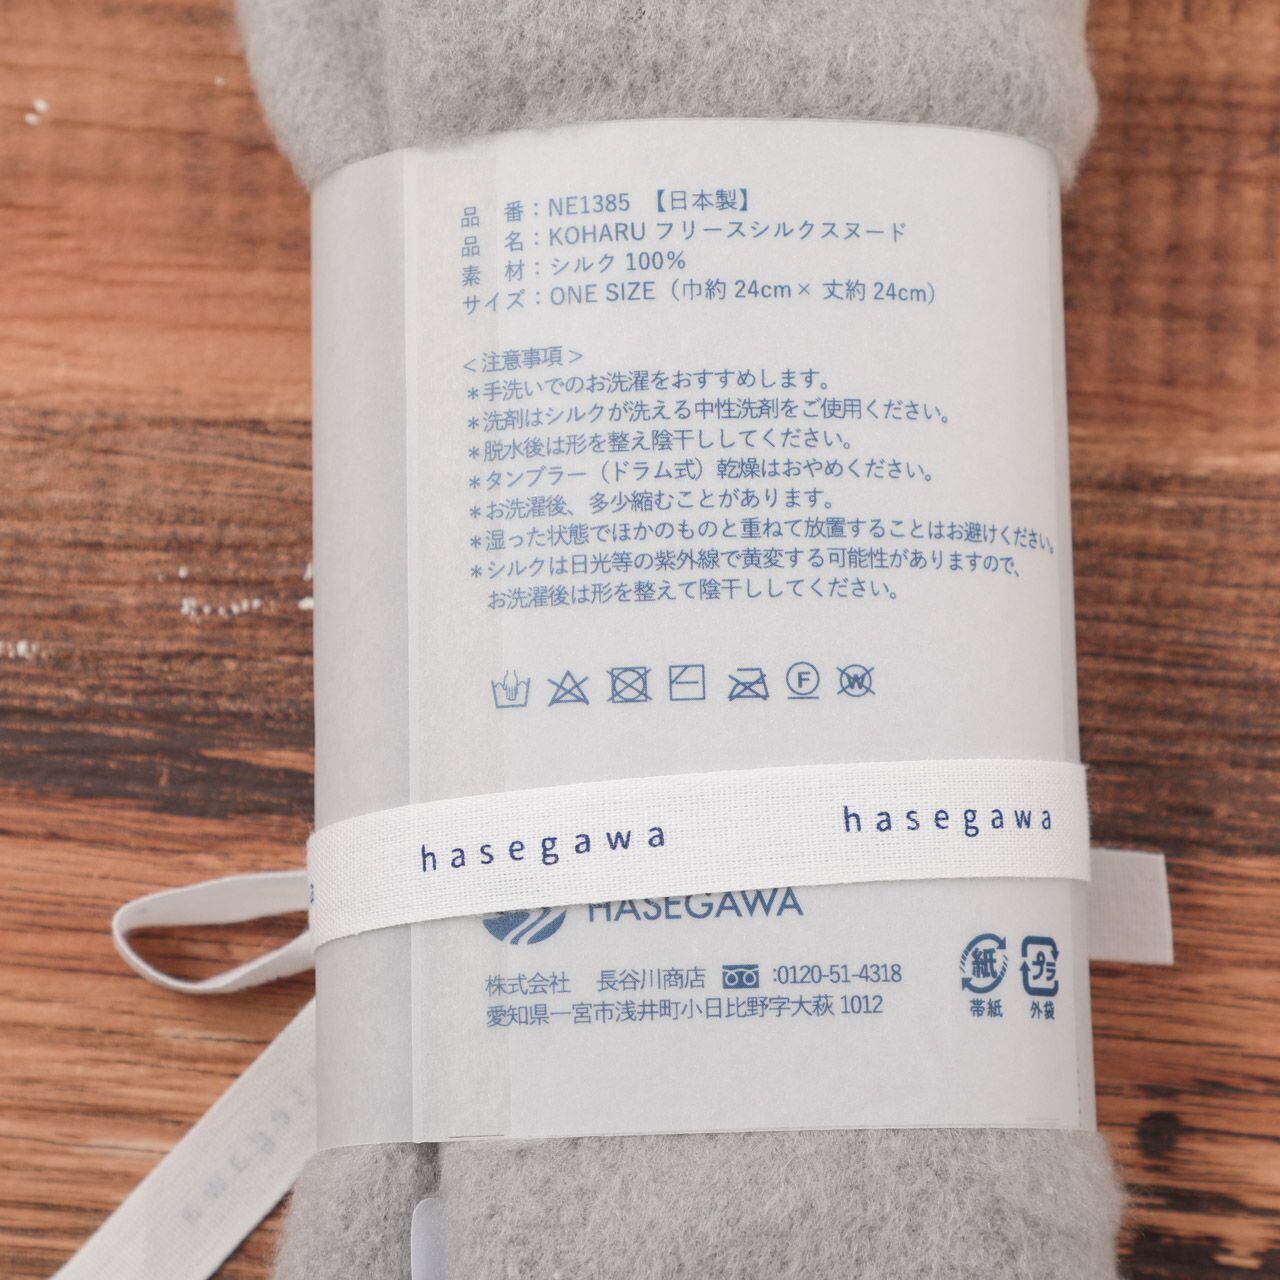 品 番：NE1385 【日本製】
品 名：KOHARU フリースシルクスヌード
素 材：シルク 100%
サイズ：ONE SIZE（巾約 24cm× 丈約 24cm）
＜注意事項＞
＊手洗いでのお洗濯をおすすめします。
＊洗剤はシルクが洗える中性洗剤をご使用ください。
＊脱水後は形を整え陰干ししてください。
＊タンブラー（ドラム式）乾燥はおやめください。
＊お洗濯後、多少縮むことがあります。
＊湿った状態でほかのものと重ねて放置することはお避けください。
＊シルクは日光等の紫外線で黄変する可能性がありますので、
お洗濯後は形を整えて陰干ししてください。
F W
hasegawa hasegawa
HASEGAWA
株式会社 長谷川商店 :0120-51-4318
愛知県一宮市浅井町小日比野字大萩 1012
紙 プラ
帯紙 外袋